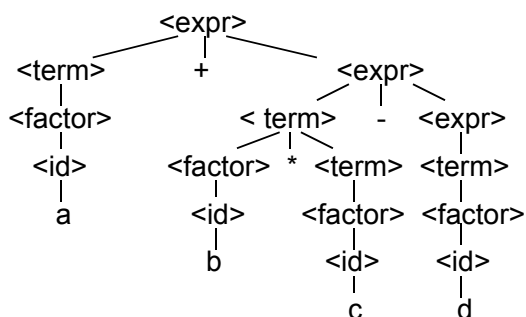 <expr>
<term> + <expr>
<factor> < term> - <expr>
<id> <factor> * <term> <term>
a <id> <factor> <factor>
b <id> <id>
c d